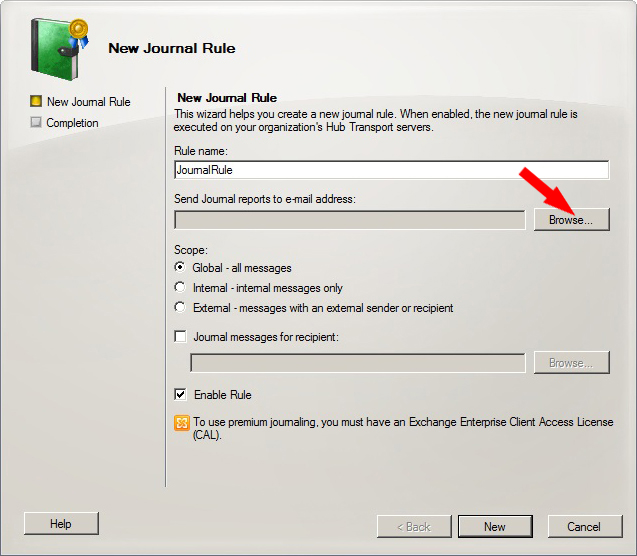 New Journal Rule
New Journal Rule
Completion
New Journal Rule
This wizard helps you create a new journal rule. When enabled, the new journal rule is
executed on your organization's Hub Transport servers.
Rule name:
JournalRule
Send Journal reports to e-mail address:
Browse...
Scope:
Global - all messages
Internal - internal messages only
External - messages with an external sender or recipient
Journal messages for recipient:
Browse...
Enable Rule
To use premium journaling, you must have an Exchange Enterprise Client Access License
(CAL).
Help
< Back
New
Cancel